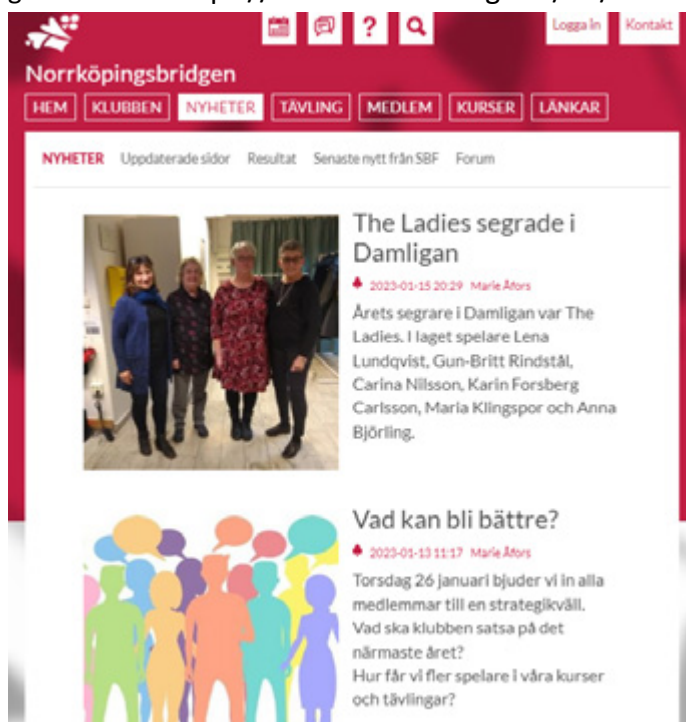 Logga in Kontakt
Norrköpingsbridgen
HEM KLUBBEN NYHETER TÄVLING MEDLEM KURSER LÄNKAR
NYHETER Uppdaterade sidor Resultat Senaste nytt från SBF Forum
The Ladies segrade i
Damligan
2023-01-15 20:29 Marie Åfors
Årets segrare i Damligan var The
Ladies. I laget spelare Lena
Lundqvist, Gun-Britt Rindstål,
Carina Nilsson, Karin Forsberg
Carlsson, Maria Klingspor och Anna
Björling.
Vad kan bli bättre?
2023-01-13 11:17 Marie Åfors
Torsdag 26 januari bjuder vi in alla
medlemmar till en strategikväll.
Vad ska klubben satsa på det
närmaste året?
Hur får vi fler spelare i våra kurser
och tävlingar?